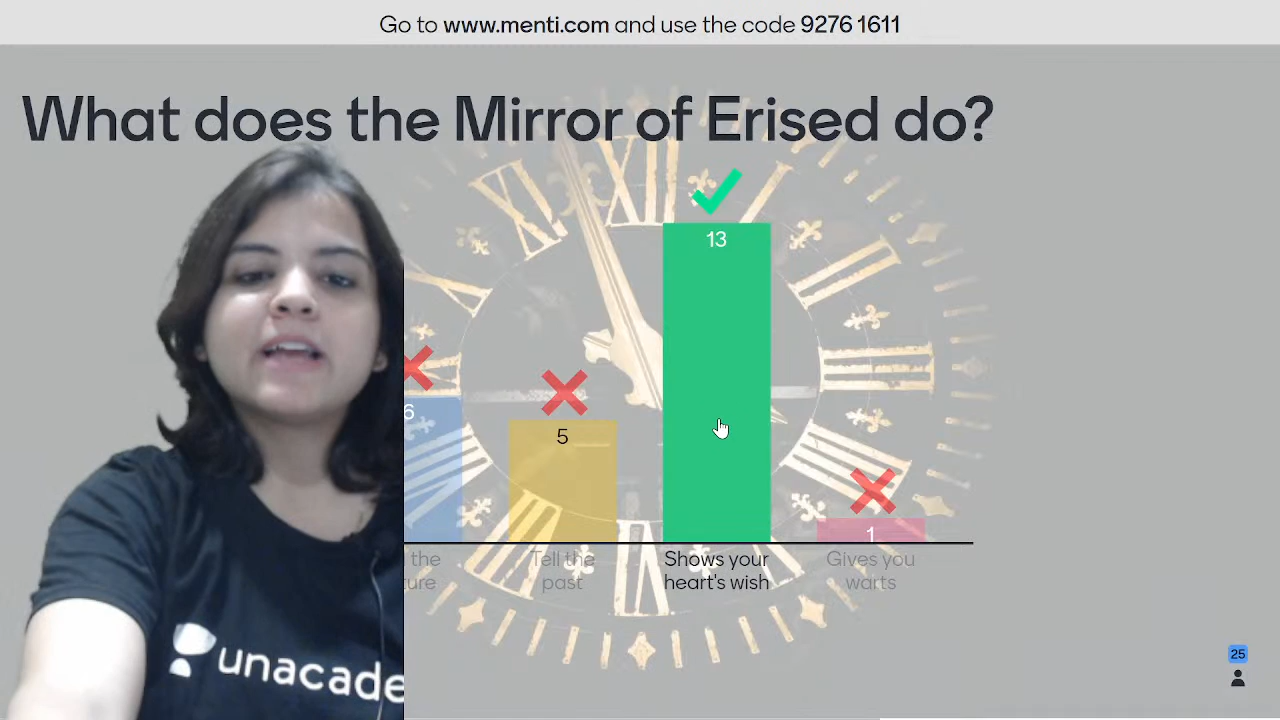 Go to www.menti.com and use the code 9276 1611
What does the Mirror of Erised do?
13
6
5
1
the
ture
Tell the
past
Shows your
heart's wish
Gives you
warts
unacade
25